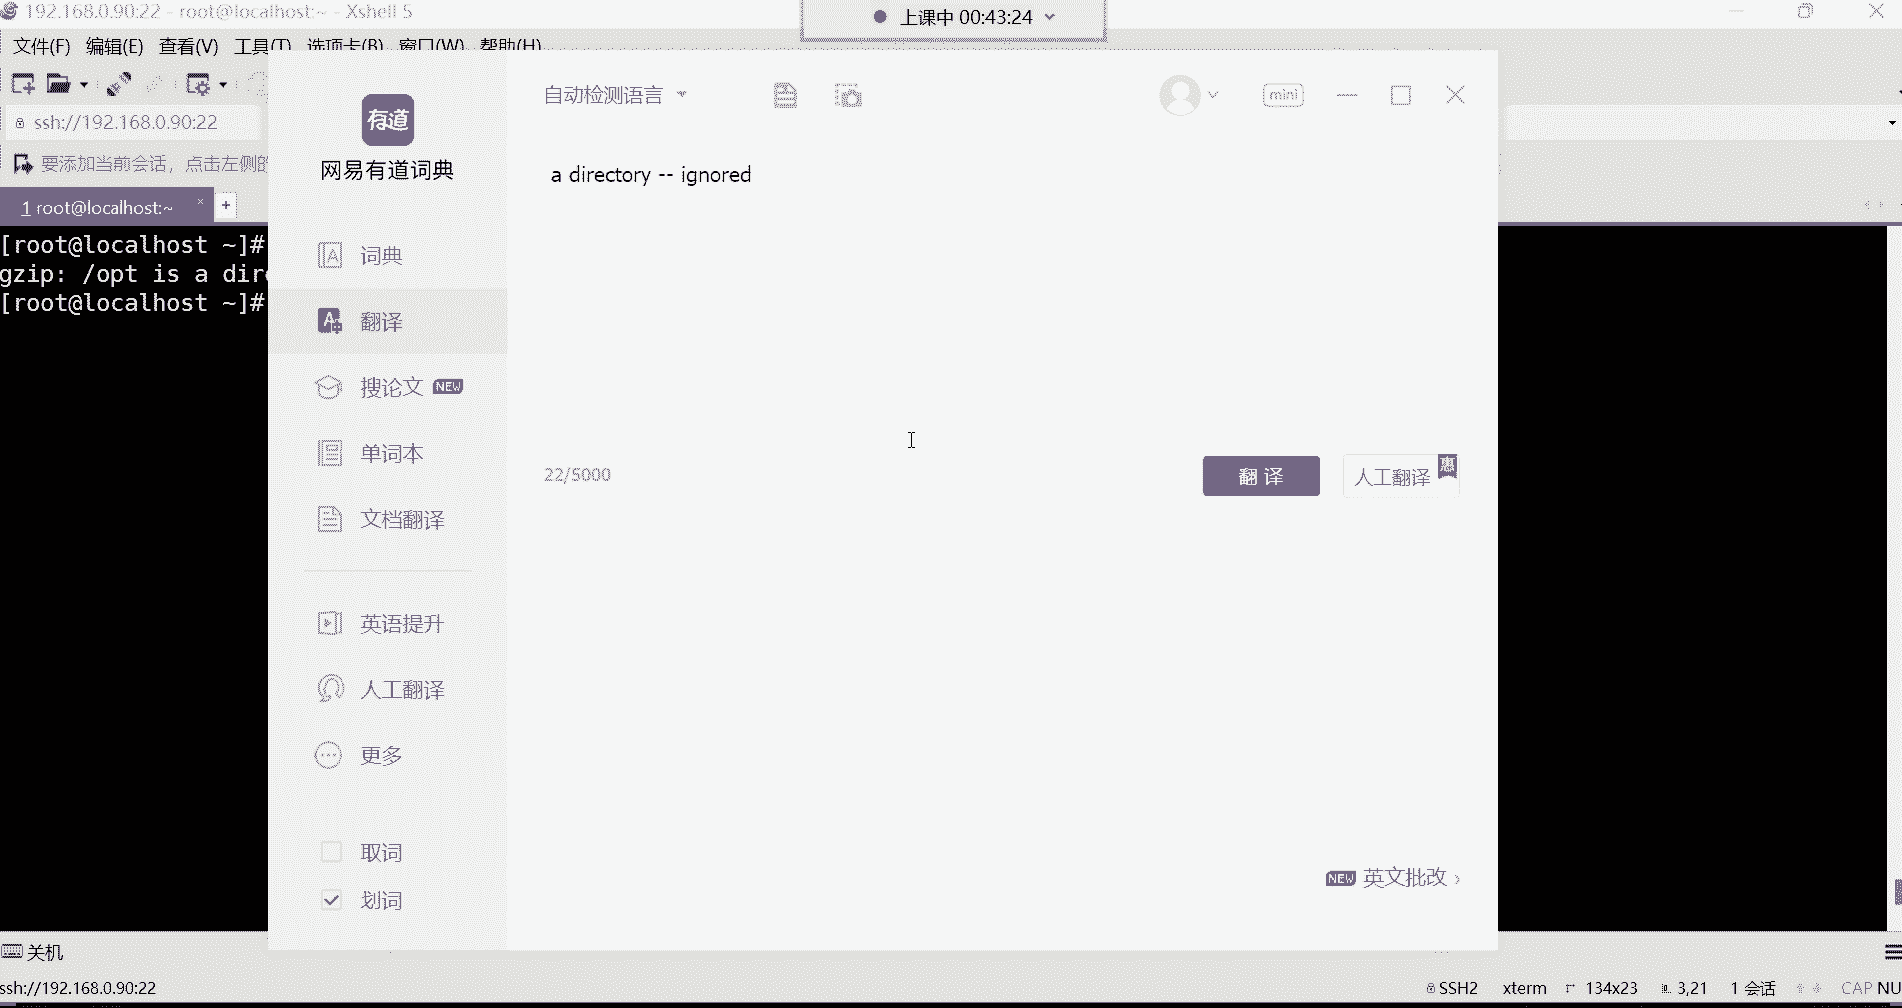 192.168.0.90:22 - root@localhost:~ - Xshell 5
上课中 00:43:24
文件(F) 编辑(E) 查看(V) 工具(T) 选项卡(B) 窗口(W) 帮助(H)
ssh://192.168.0.90:22
要添加当前会话，点击左侧的
1 root@localhost:~
[root@localhost ~]#
gzip: /opt is a dire
[root@localhost ~]#
有道
网易有道词典
词典
翻译
搜论文 NEW
单词本
文档翻译
英语提升
人工翻译
更多
取词
划词
自动检测语言
mini
a directory -- ignored
22/5000
翻 译
人工翻译 惠
NEW 英文批改 ›
关机
ssh://192.168.0.90:22
SSH2 xterm 134x23 3,21 1 会话 CAP NU